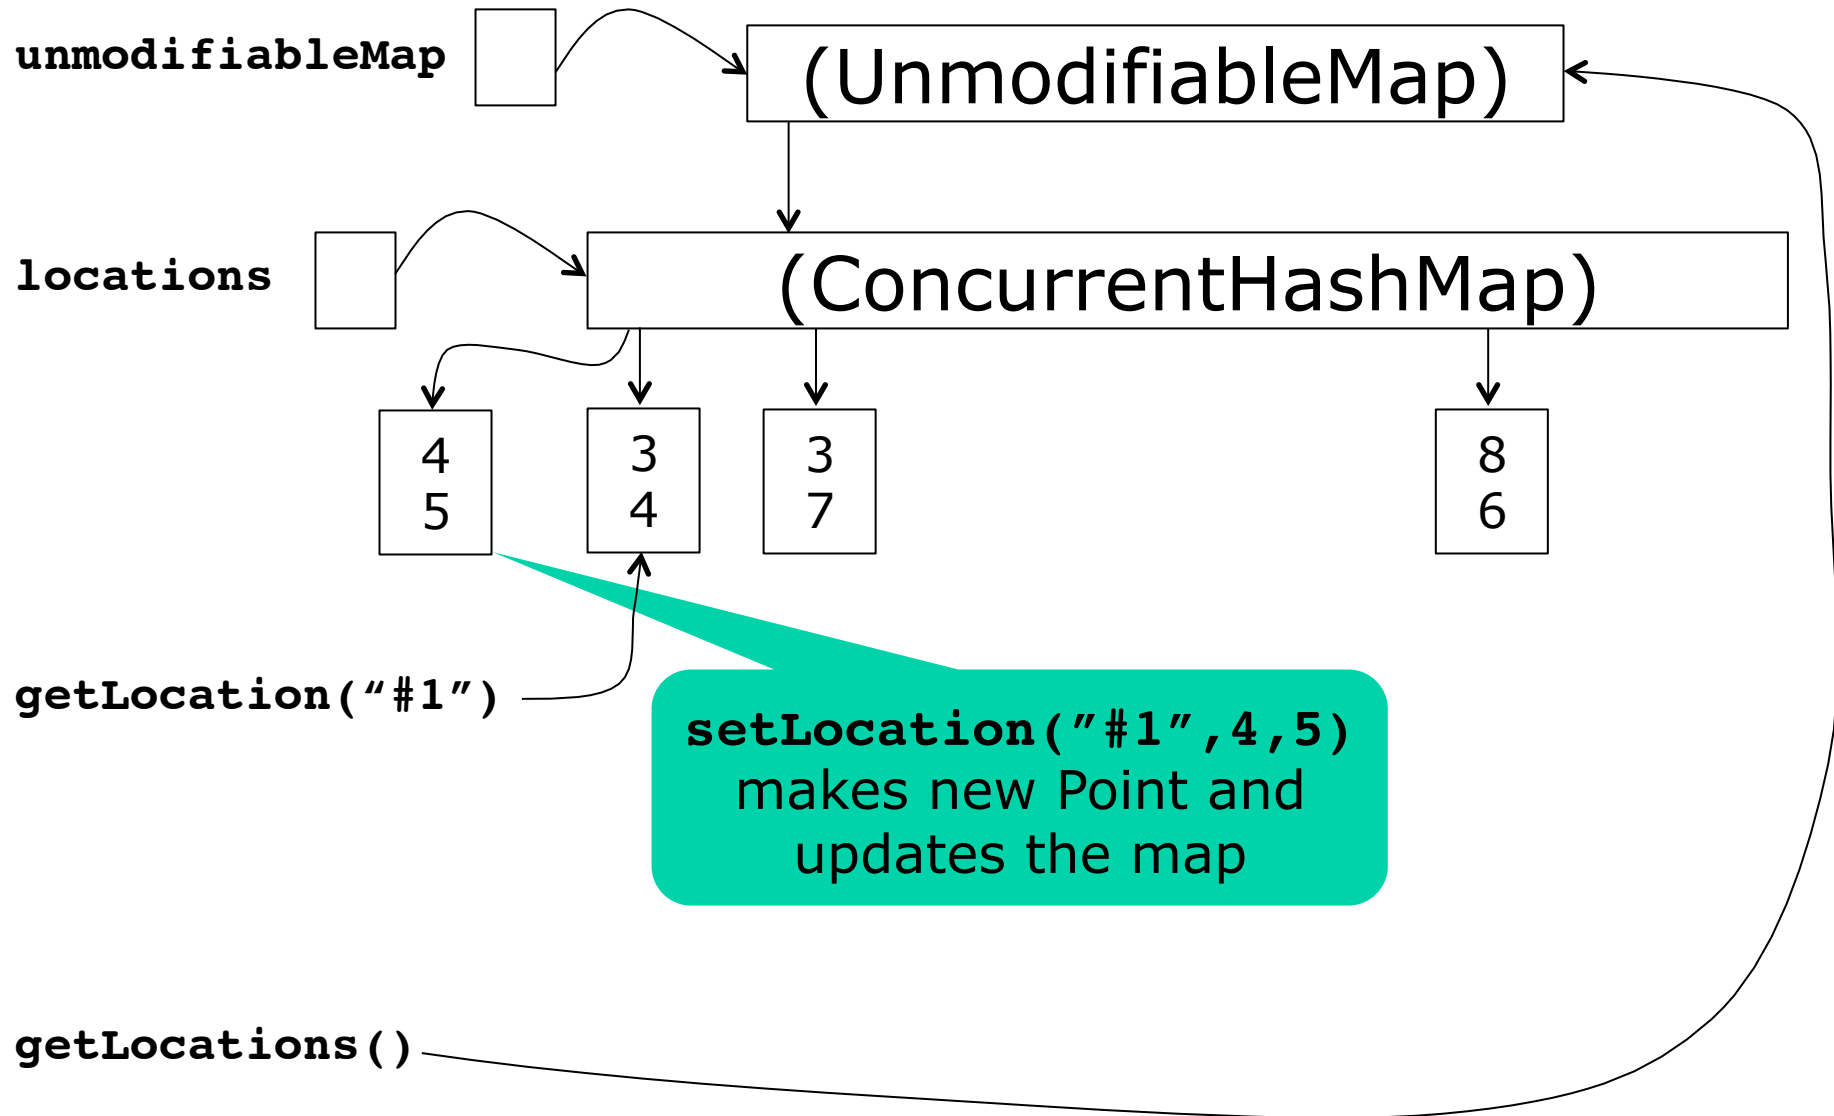 unmodifiableMap
(UnmodifiableMap)
locations
(ConcurrentHashMap)
4
5
3
4
3
7
8
6
getLocation(“#1”)
setLocation(”#1”,4,5)
makes new Point and
updates the map
getLocations()